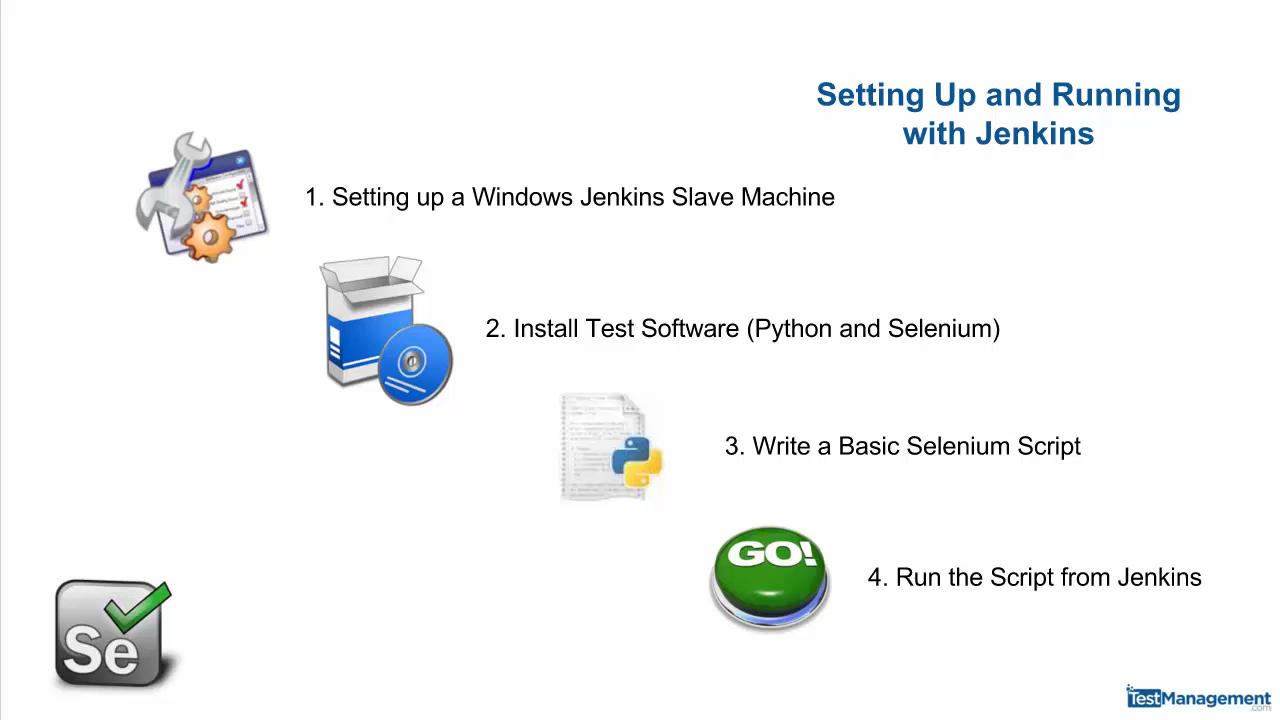 Setting Up and Running
with Jenkins
1. Setting up a Windows Jenkins Slave Machine
2. Install Test Software (Python and Selenium)
3. Write a Basic Selenium Script
GO!
4. Run the Script from Jenkins
Se
TestManagement
.com